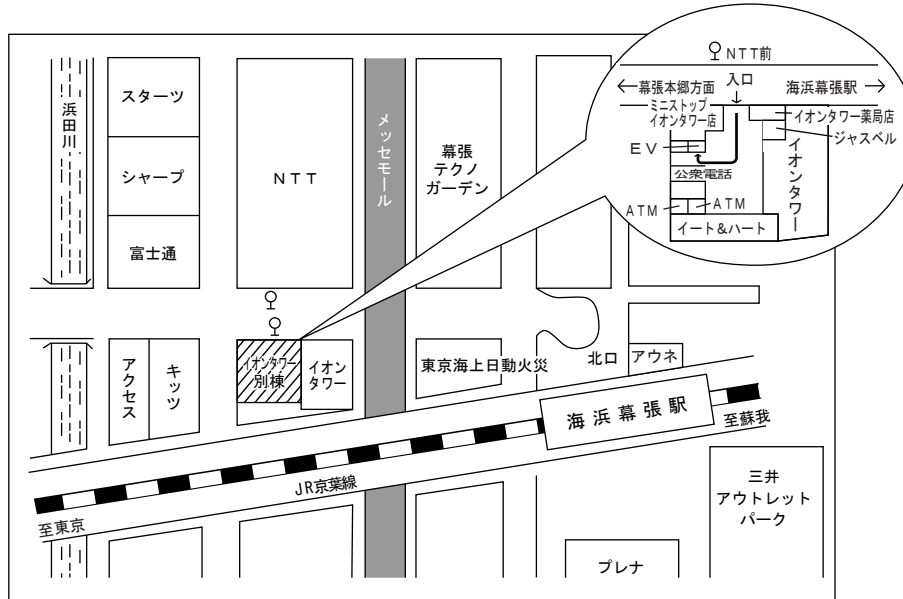 NTT前
幕張本郷方面
入口
海浜幕張駅
ミニストップ
イオンタワー店
イオンタワー薬局店
ジャスベル
EV
公衆電話
イオンタワー
ATM
ATM
イート&ハート
浜田川
スターツ
シャープ
富士通
NTT
メッセモール
幕張
テクノ
ガーデン
アクセス
キッツ
イオンタワー
別棟
イオン
タワー
東京海上日動火災
北口
アウネ
海浜幕張駅
至蘇我
JR京葉線
至東京
三井
アウトレット
パーク
プレナ